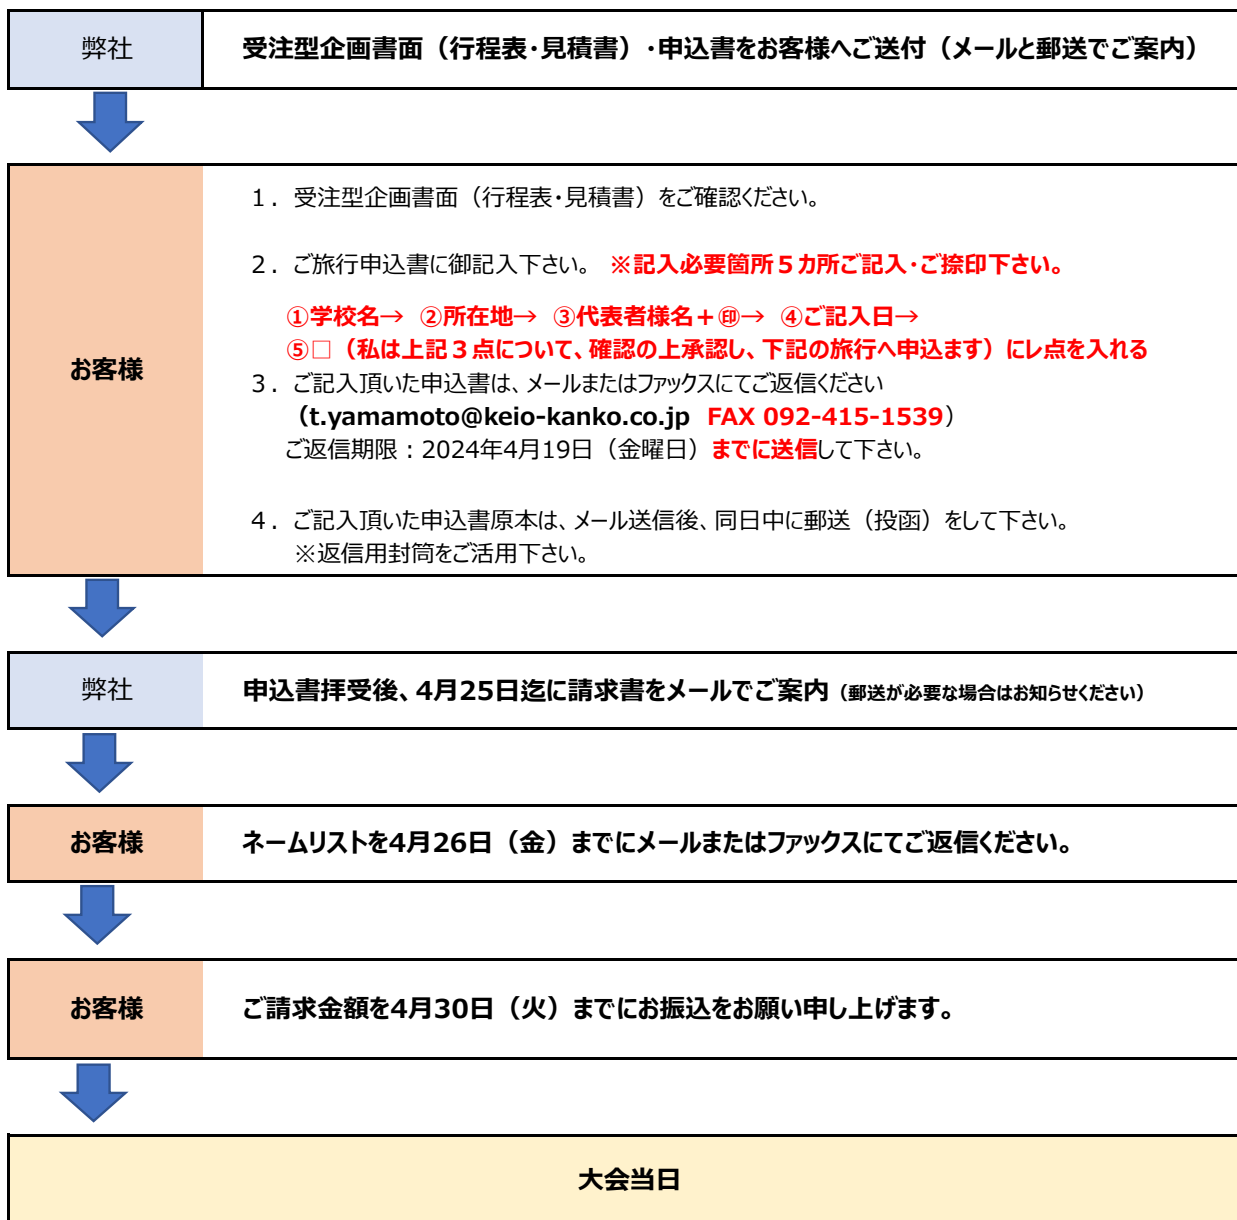 弊社
受注型企画書面（行程表・見積書）・申込書をお客様へご送付（メールと郵送でご案内）
お客様
１．受注型企画書面（行程表・見積書）をご確認ください。
２．ご旅行申込書に御記入下さい。 ※記入必要箇所５カ所ご記入・ご捺印下さい。
①学校名→ ②所在地→ ③代表者様名＋㊞→ ④ご記入日→
⑤□（私は上記３点について、確認の上承認し、下記の旅行へ申込ます）にレ点を入れる
３．ご記入頂いた申込書は、メールまたはファックスにてご返信ください
（t.yamamoto@keio-kanko.co.jp FAX 092-415-1539）
ご返信期限：2024年4月19日（金曜日）までに送信して下さい。
４．ご記入頂いた申込書原本は、メール送信後、同日中に郵送（投函）をして下さい。
※返信用封筒をご活用下さい。
弊社
申込書拝受後、4月25日迄に請求書をメールでご案内（郵送が必要な場合はお知らせください）
お客様
ネームリストを4月26日（金）までにメールまたはファックスにてご返信ください。
お客様
ご請求金額を4月30日（火）までにお振込をお願い申し上げます。
大会当日